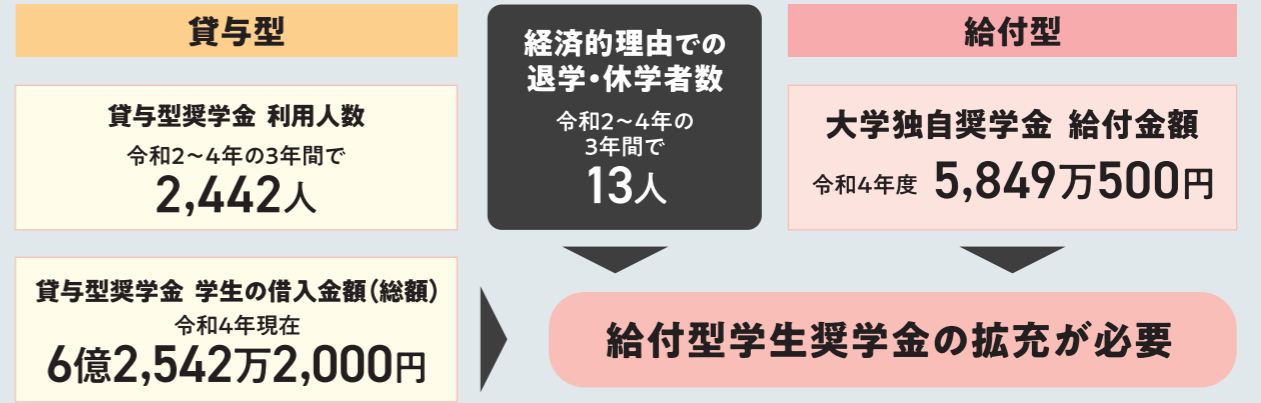 貸与型
貸与型奨学金 利用人数
令和2~4年の3年間で
2,442人
貸与型奨学金 学生の借入金額(総額)
令和4年現在
6億2,542万2,000円
経済的理由での
退学・休学者数
令和2~4年の
3年間で
13人
給付型
大学独自奨学金 給付金額
令和4年度 5,849万500円
給付型学生奨学金の拡充が必要